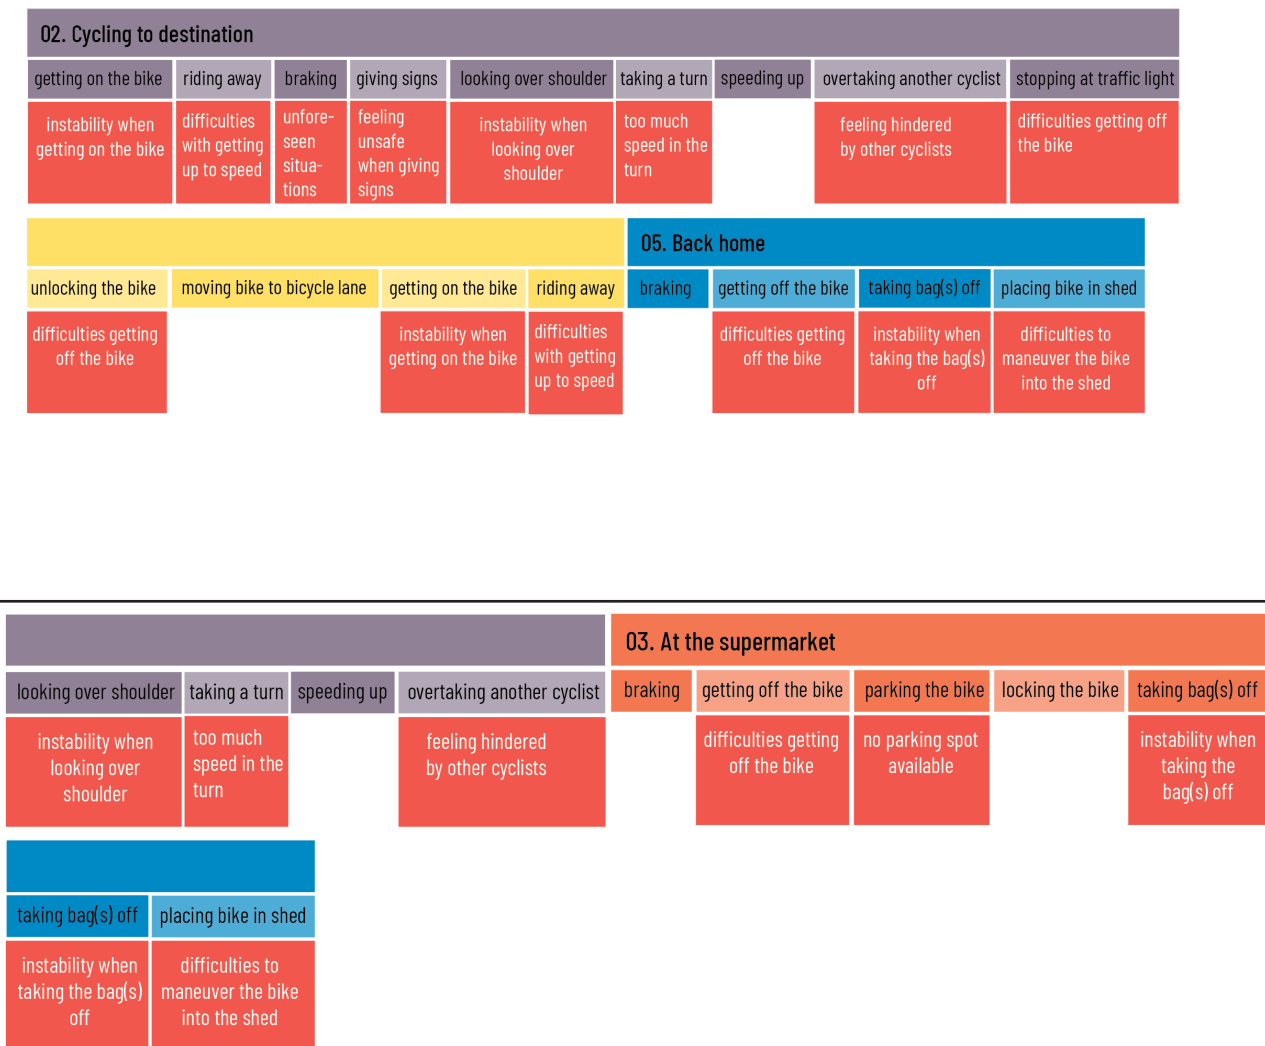 02. Cycling to destination
getting on the bike
riding away
braking
giving signs
looking over shoulder
taking a turn
speeding up
overtaking another cyclist
stopping at traffic light
instability when
getting on the bike
difficulties
with getting
up to speed
unfore-
seen
situa-
tions
feeling
unsafe
when giving
signs
instability when
looking over
shoulder
too much
speed in the
turn
feeling hindered
by other cyclists
difficulties getting off
the bike
05. Back home
unlocking the bike
moving bike to bicycle lane
getting on the bike
riding away
braking
getting off the bike
taking bag(s) off
placing bike in shed
difficulties getting
off the bike
instability when
getting on the bike
difficulties
with getting
up to speed
difficulties getting
off the bike
instability when
taking the bag(s)
off
difficulties to
maneuver the bike
into the shed
03. At the supermarket
looking over shoulder
taking a turn
speeding up
overtaking another cyclist
braking
getting off the bike
parking the bike
locking the bike
taking bag(s) off
instability when
looking over
shoulder
too much
speed in the
turn
feeling hindered
by other cyclists
difficulties getting
off the bike
no parking spot
available
instability when
taking the
bag(s) off
taking bag(s) off
placing bike in shed
instability when
taking the bag(s)
off
difficulties to
maneuver the bike
into the shed